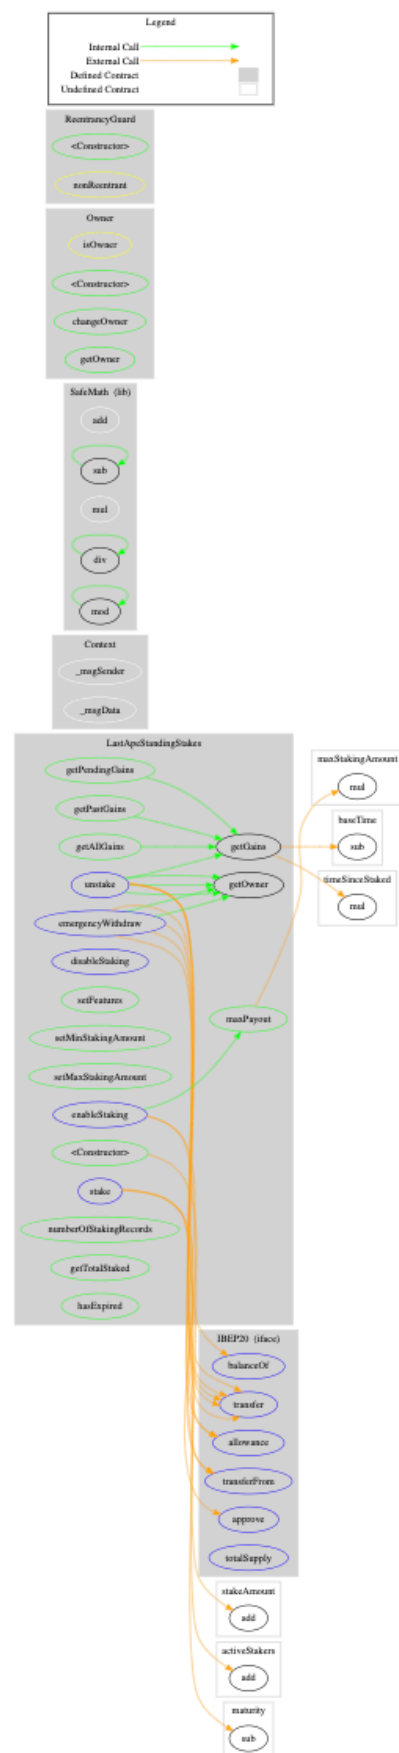 Legend
Internal Call
External Call
Defined Contract
Undefined Contract
ReentrancyGuard
<Constructor>
nonReentrant
Owner
isOwner
<Constructor>
changeOwner
getOwner
SafeMath (lib)
add
sub
mul
div
mod
Context
_msgSender
_msgData
LastApeStandingStakes
getPendingGains
getPastGains
getAllGains
getGains
unstake
getOwner
emergencyWithdraw
disableStaking
setFeatures
setMinStakingAmount
maxPayout
setMaxStakingAmount
enableStaking
<Constructor>
stake
numberOfStakingRecords
getTotalStaked
hasExpired
maxStakingAmount
mul
baseTime
sub
timeSinceStaked
mul
IBEP20 (iface)
balanceOf
transfer
allowance
transferFrom
approve
totalSupply
stakeAmount
add
activeStakers
add
maturity
sub